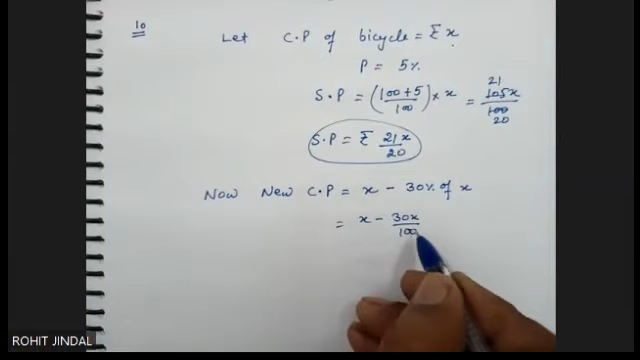 10
Let C.P of bicycle = ₹ x
P = 5%
S.P = (100+5/100) × x = 21 105x/100 20
S.P = ₹ 21x/20
Now New C.P = x - 30% of x
= x - 30x/100
ROHIT JINDAL